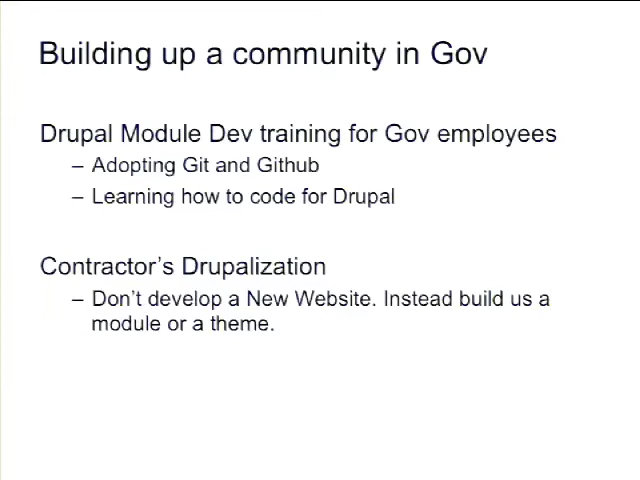 Building up a community in Gov
Drupal Module Dev training for Gov employees
– Adopting Git and Github
– Learning how to code for Drupal
Contractor's Drupalization
– Don't develop a New Website. Instead build us a
module or a theme.